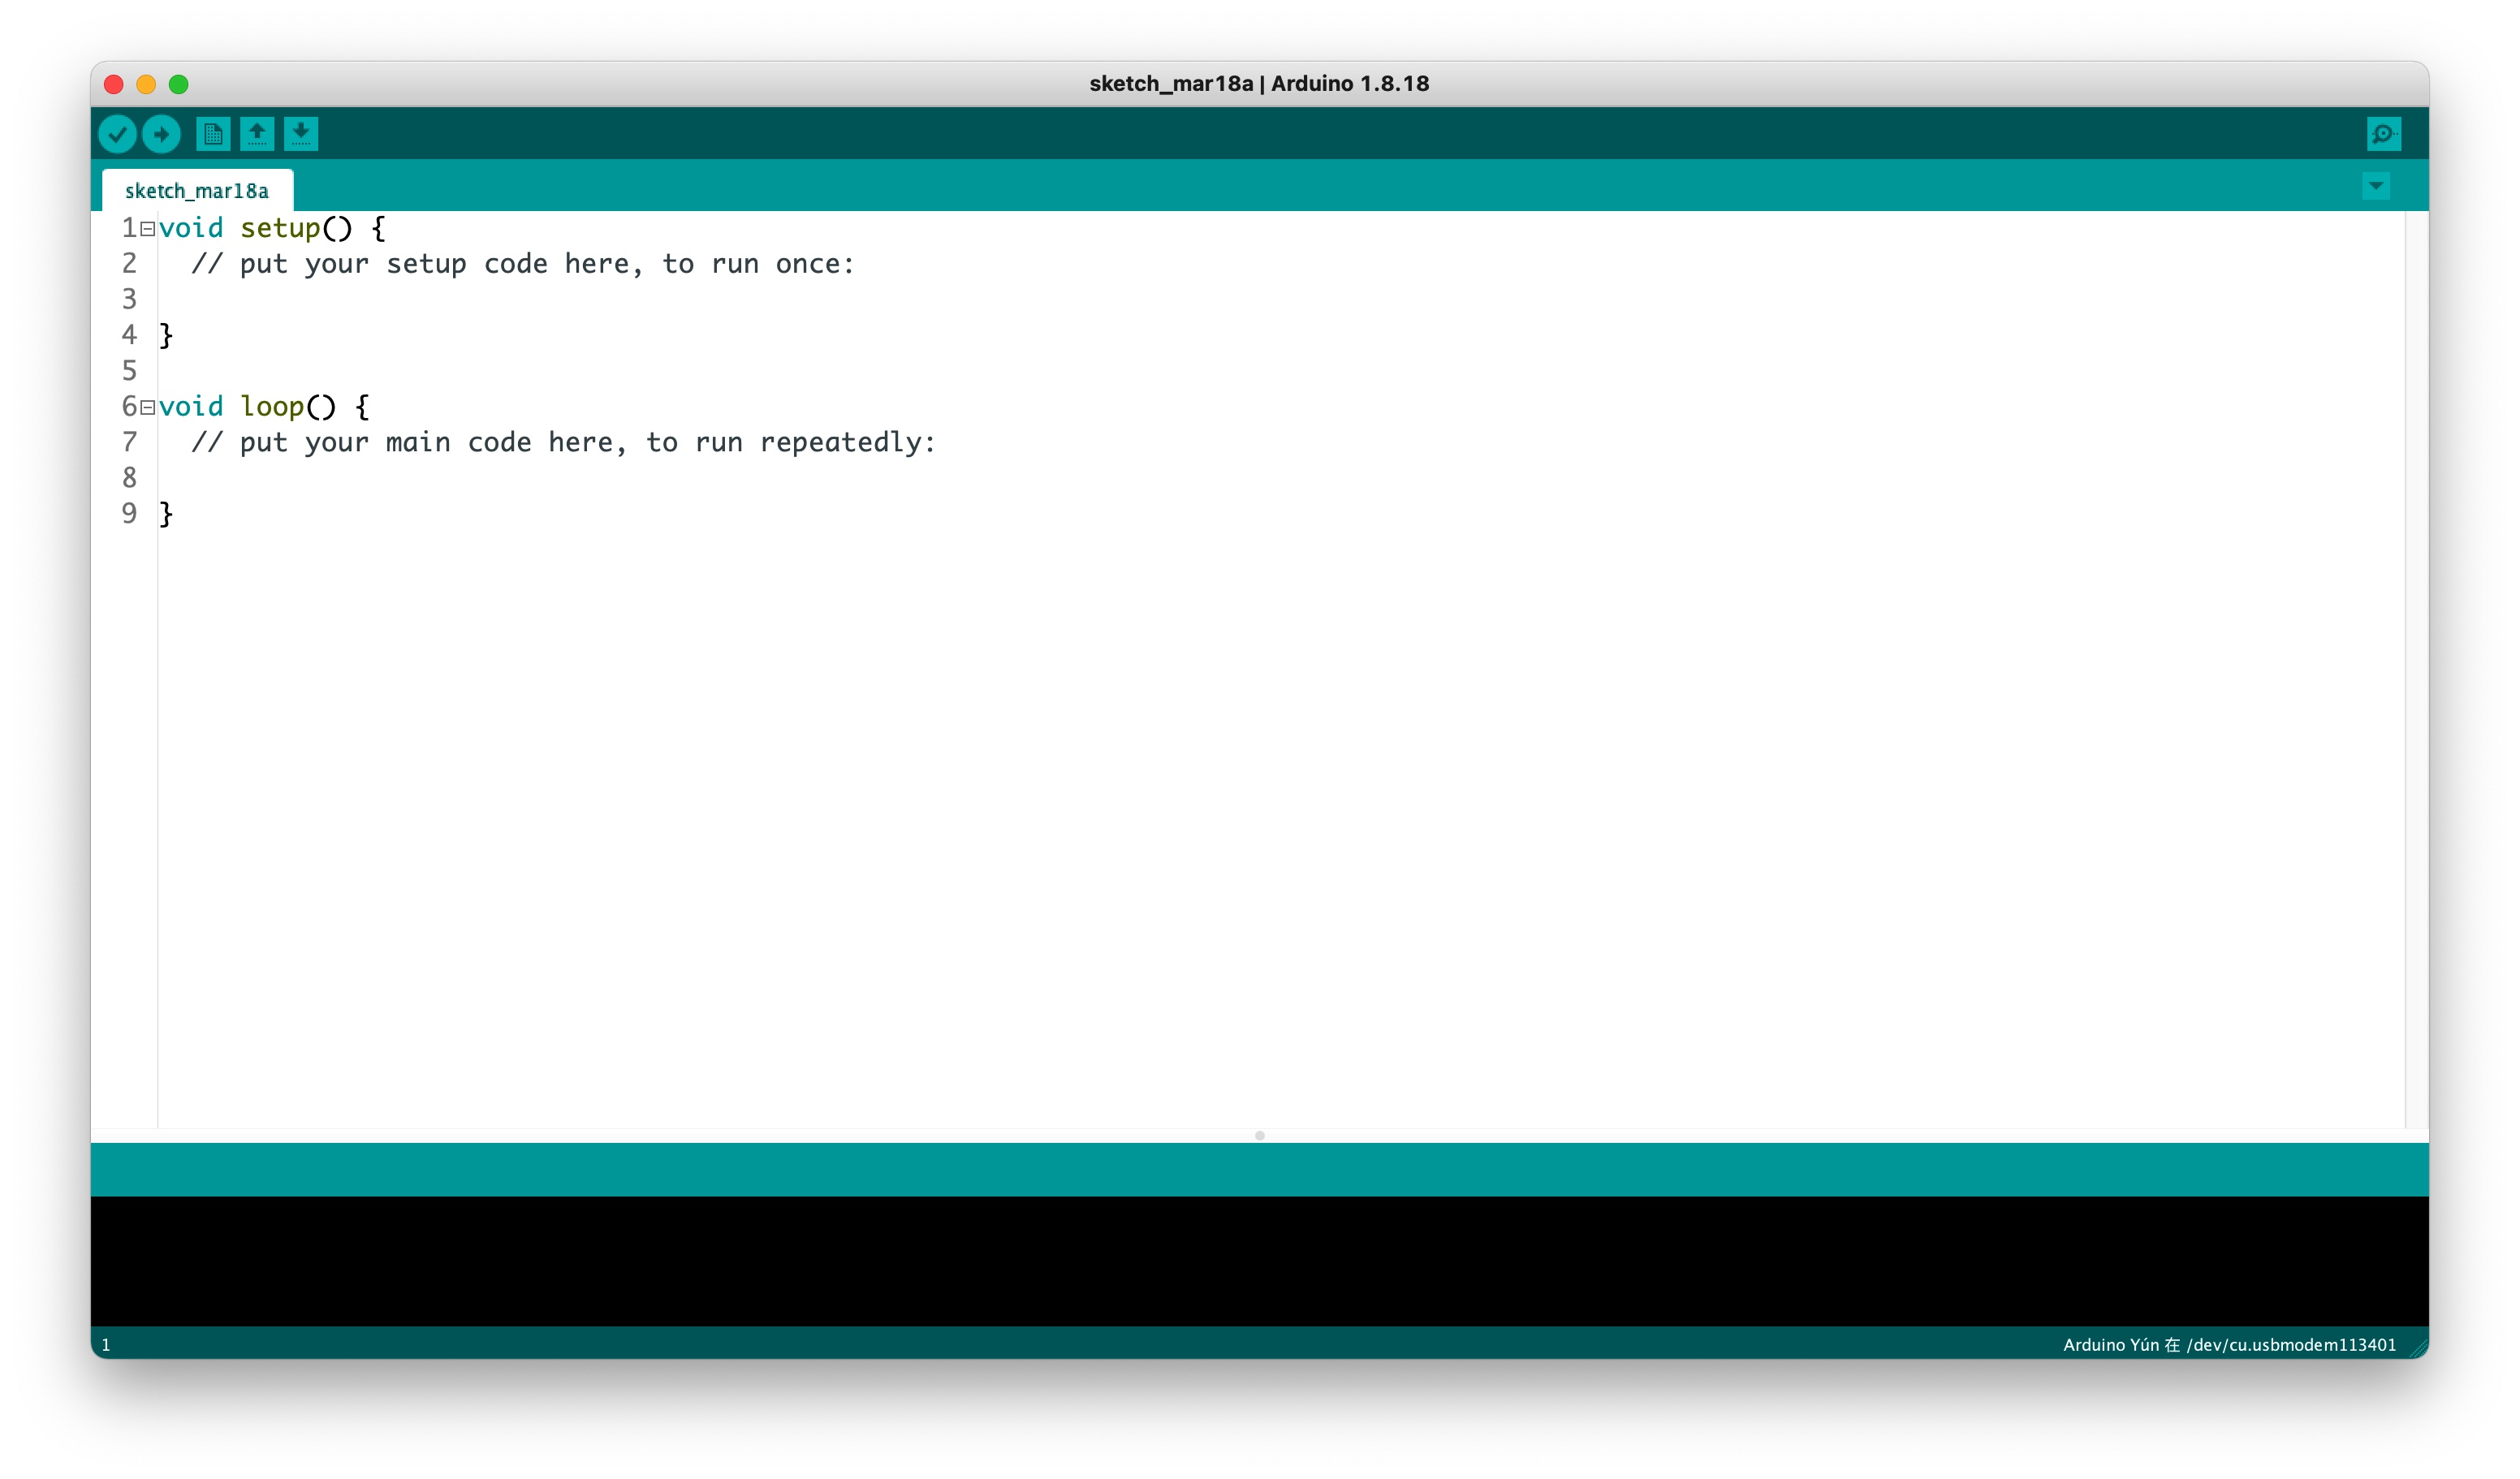 sketch_mar18a | Arduino 1.8.18
sketch_mar18a
1 void setup() {
2   // put your setup code here, to run once:
3
4 }
5
6 void loop() {
7   // put your main code here, to run repeatedly:
8
9 }
1
Arduino Yún 在 /dev/cu.usbmodem113401